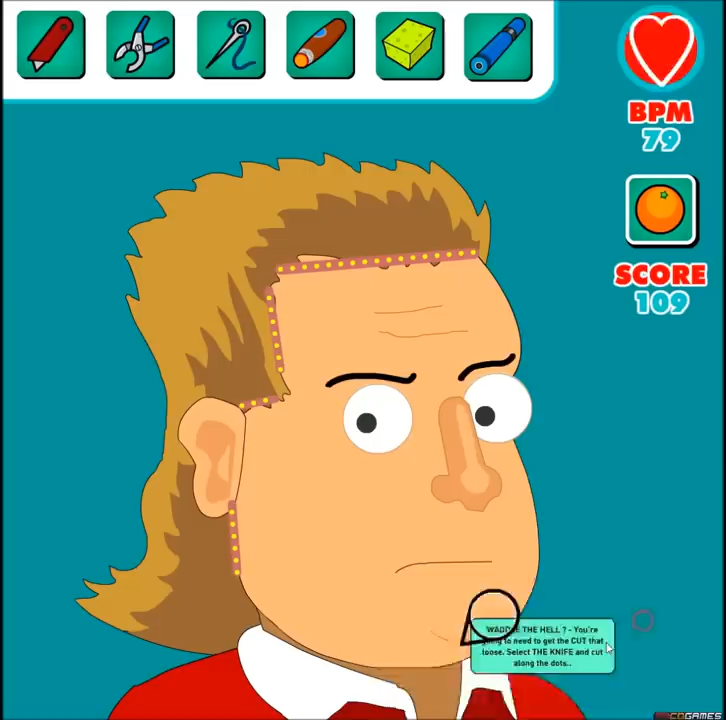 BPM
79
SCORE
109
THE HELL ? - You're
going to need to get the CUT that
loose. Select THE KNIFE and cut
along the dots..